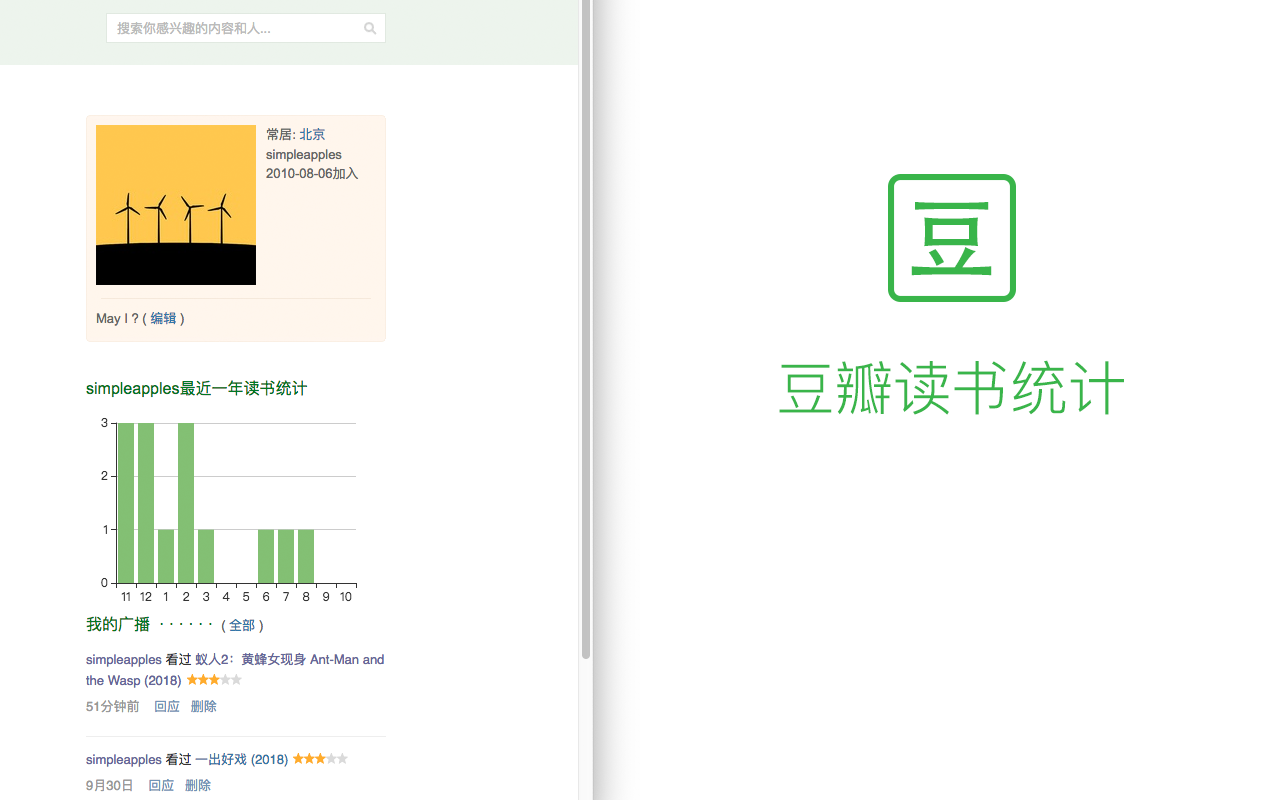 搜索你感兴趣的内容和人...
常居: 北京
simpleapples
2010-08-06加入
May I ? ( 编辑 )
simpleapples最近一年读书统计
3
2
1
0
11 12 1 2 3 4 5 6 7 8 9 10
我的广播 · · · · · · ( 全部 )
simpleapples 看过 蚁人2：黄蜂女现身 Ant-Man and
the Wasp (2018)
51分钟前 回应 删除
simpleapples 看过 一出好戏 (2018)
9月30日 回应 删除
豆
豆瓣读书统计